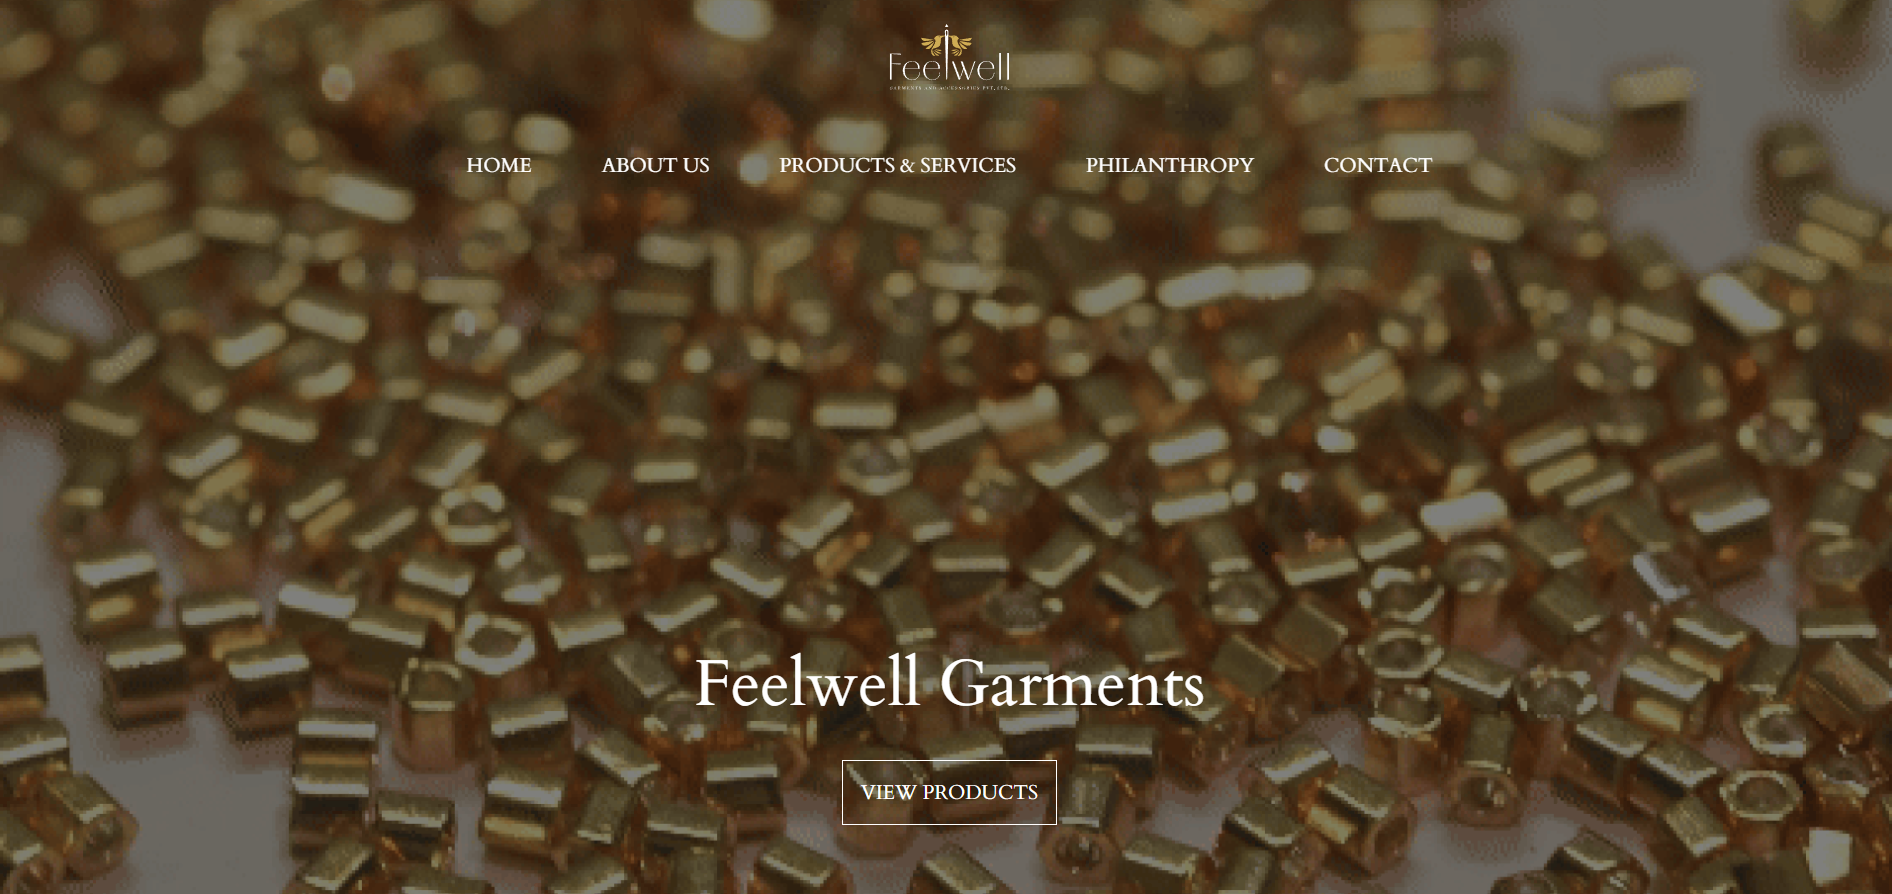 Feelwell
GARMENTS AND ACCESSORIES PVT. LTD.
HOME ABOUT US PRODUCTS & SERVICES PHILANTHROPY CONTACT
Feelwell Garments
VIEW PRODUCTS